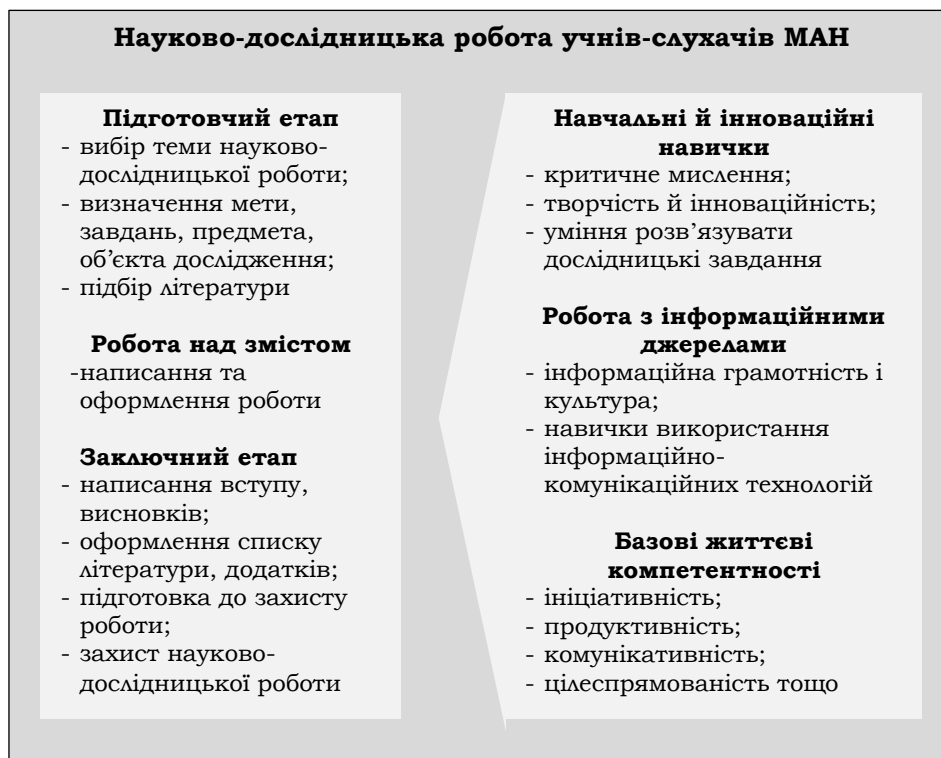 Науково-дослідницька робота учнів-слухачів МАН
Підготовчий етап
- вибір теми науково-
дослідницької роботи;
- визначення мети,
завдань, предмета,
об’єкта дослідження;
- підбір літератури
Робота над змістом
-написання та
оформлення роботи
Заключний етап
- написання вступу,
висновків;
- оформлення списку
літератури, додатків;
- підготовка до захисту
роботи;
- захист науково-
дослідницької роботи
Навчальні й інноваційні
навички
- критичне мислення;
- творчість й інноваційність;
- уміння розв’язувати
дослідницькі завдання
Робота з інформаційними
джерелами
- інформаційна грамотність і
культура;
- навички використання
інформаційно-
комунікаційних технологій
Базові життєві
компетентності
- ініціативність;
- продуктивність;
- комунікативність;
- цілеспрямованість тощо